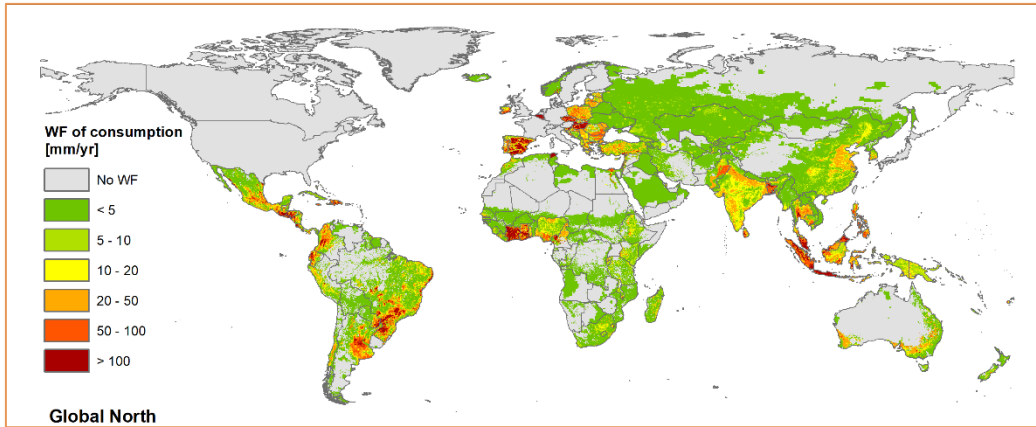 WF of consumption
[mm/yr]
No WF
< 5
5 - 10
10 - 20
20 - 50
50 - 100
> 100
Global North